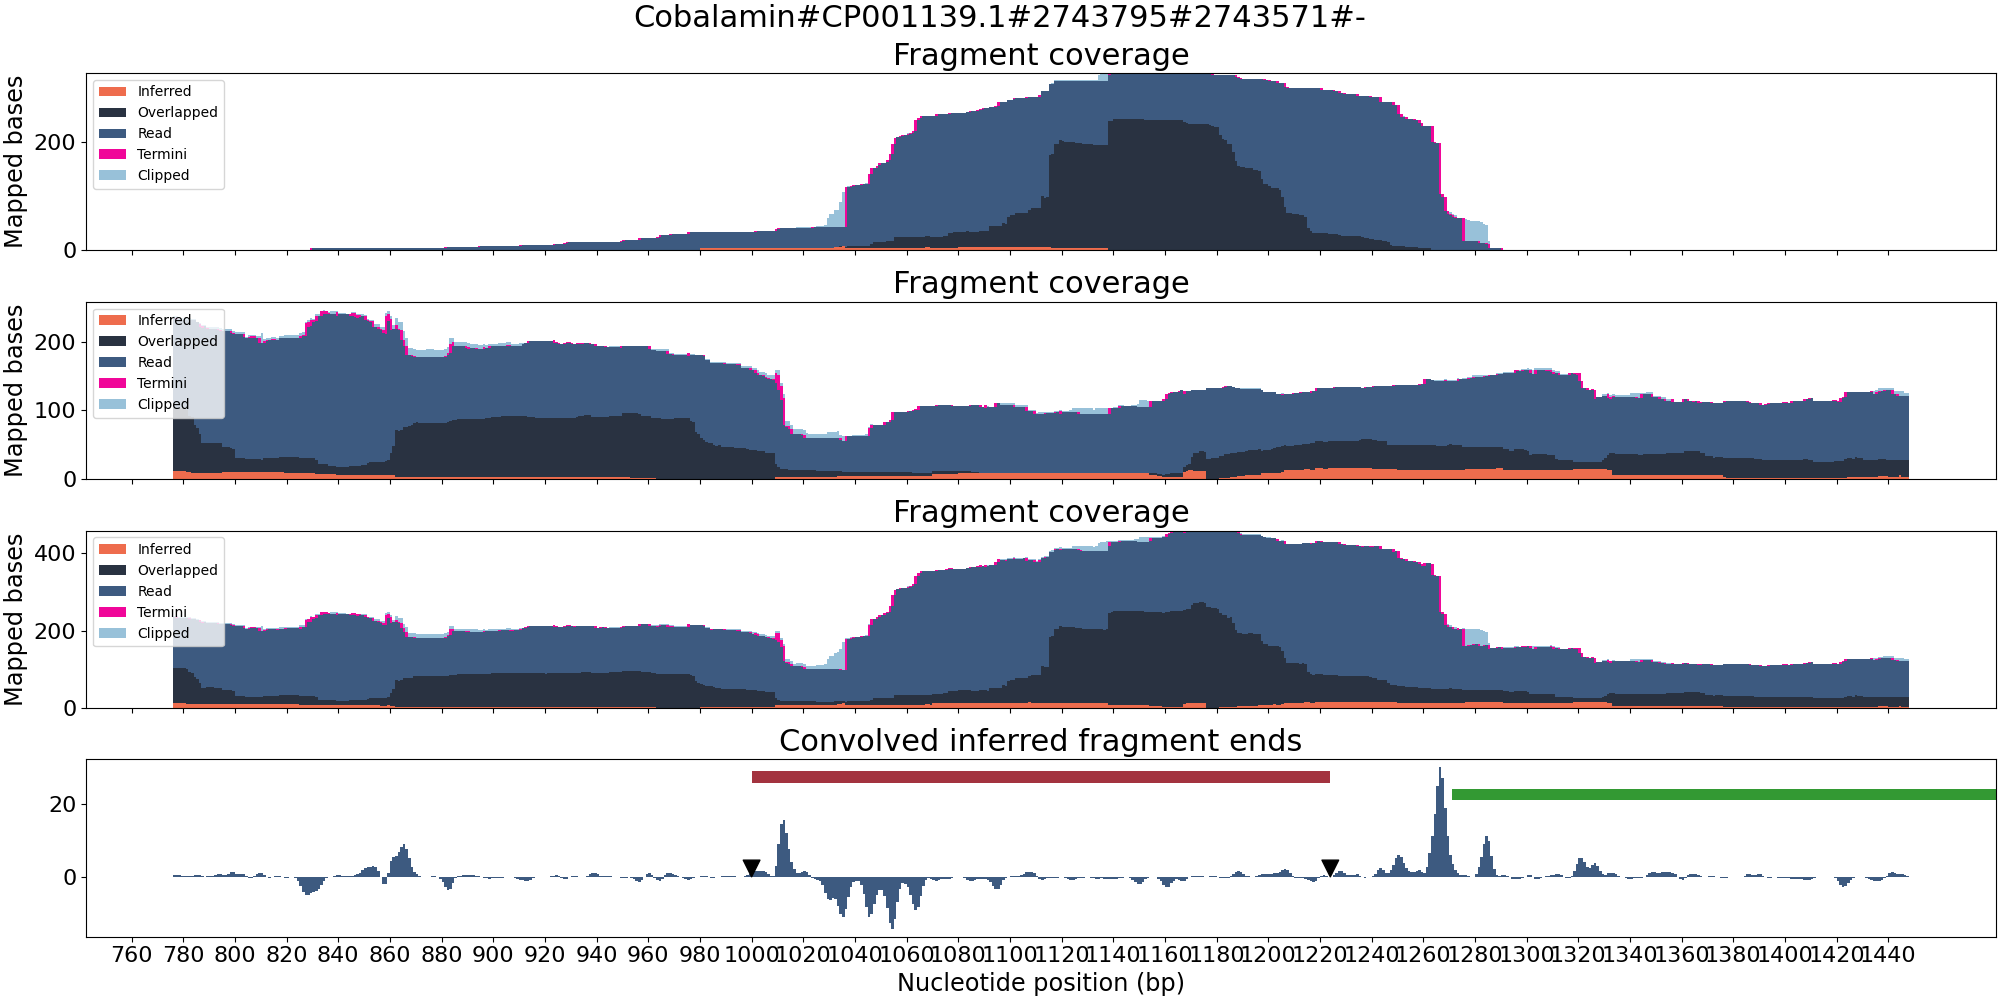 Cobalamin#CP001139.1#2743795#2743571#-
Fragment coverage
Mapped bases
200
0
Inferred
Overlapped
Read
Termini
Clipped
Fragment coverage
Mapped bases
200
100
0
Inferred
Overlapped
Read
Termini
Clipped
Fragment coverage
Mapped bases
400
200
0
Inferred
Overlapped
Read
Termini
Clipped
Convolved inferred fragment ends
20
0
760 780 800 820 840 860 880 900 920 940 960 980 1000 1020 1040 1060 1080 1100 1120 1140 1160 1180 1200 1220 1240 1260 1280 1300 1320 1340 1360 1380 1400 1420 1440
Nucleotide position (bp)